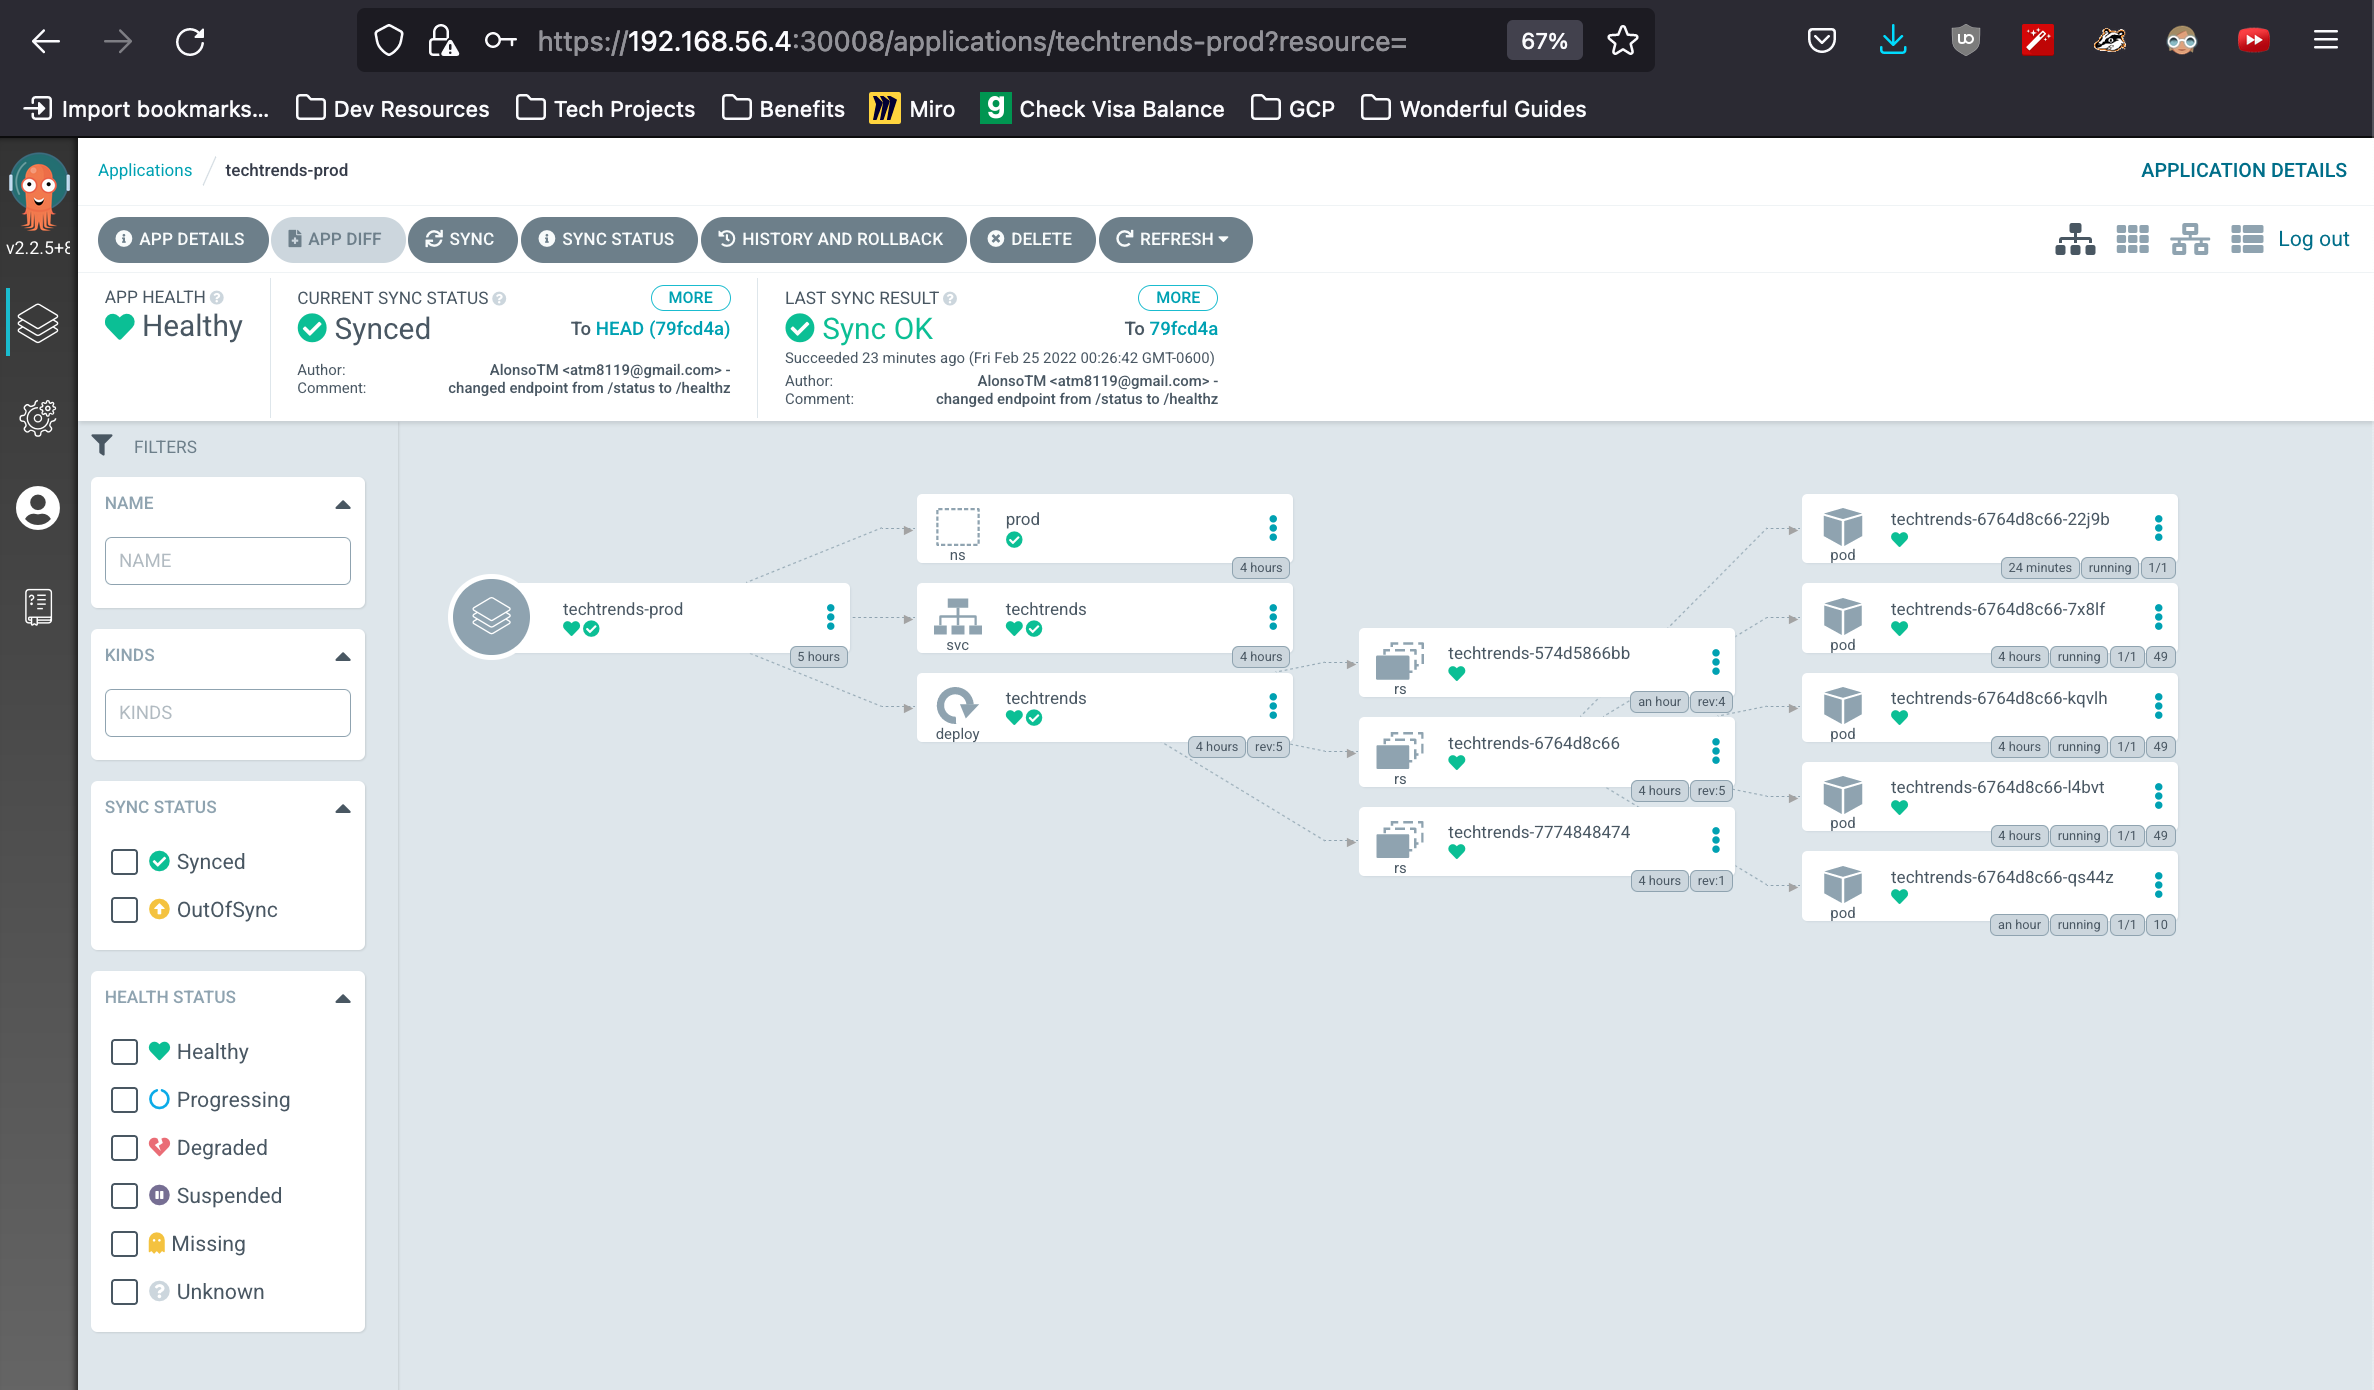 https://192.168.56.4:30008/applications/techtrends-prod?resource=
67%
Import bookmarks...
Dev Resources
Tech Projects
Benefits
Miro
Check Visa Balance
GCP
Wonderful Guides
v2.2.5+8
Applications / techtrends-prod
APPLICATION DETAILS
APP DETAILS
APP DIFF
SYNC
SYNC STATUS
HISTORY AND ROLLBACK
DELETE
REFRESH
Log out
APP HEALTH
Healthy
CURRENT SYNC STATUS
MORE
Synced
To HEAD (79fcd4a)
Author: AlonsoTM <atm8119@gmail.com> -
Comment: changed endpoint from /status to /healthz
LAST SYNC RESULT
MORE
Sync OK
To 79fcd4a
Succeeded 23 minutes ago (Fri Feb 25 2022 00:26:42 GMT-0600)
Author: AlonsoTM <atm8119@gmail.com> -
Comment: changed endpoint from /status to /healthz
FILTERS
NAME
NAME
KINDS
KINDS
SYNC STATUS
Synced
OutOfSync
HEALTH STATUS
Healthy
Progressing
Degraded
Suspended
Missing
Unknown
techtrends-prod
5 hours
prod
ns
4 hours
techtrends
svc
4 hours
techtrends
deploy
4 hours
rev:5
techtrends-574d5866bb
rs
an hour
rev:4
techtrends-6764d8c66
rs
4 hours
rev:5
techtrends-7774848474
rs
4 hours
rev:1
techtrends-6764d8c66-22j9b
pod
24 minutes
running
1/1
techtrends-6764d8c66-7x8lf
pod
4 hours
running
1/1
49
techtrends-6764d8c66-kqvlh
pod
4 hours
running
1/1
49
techtrends-6764d8c66-l4bvt
pod
4 hours
running
1/1
49
techtrends-6764d8c66-qs44z
pod
an hour
running
1/1
10